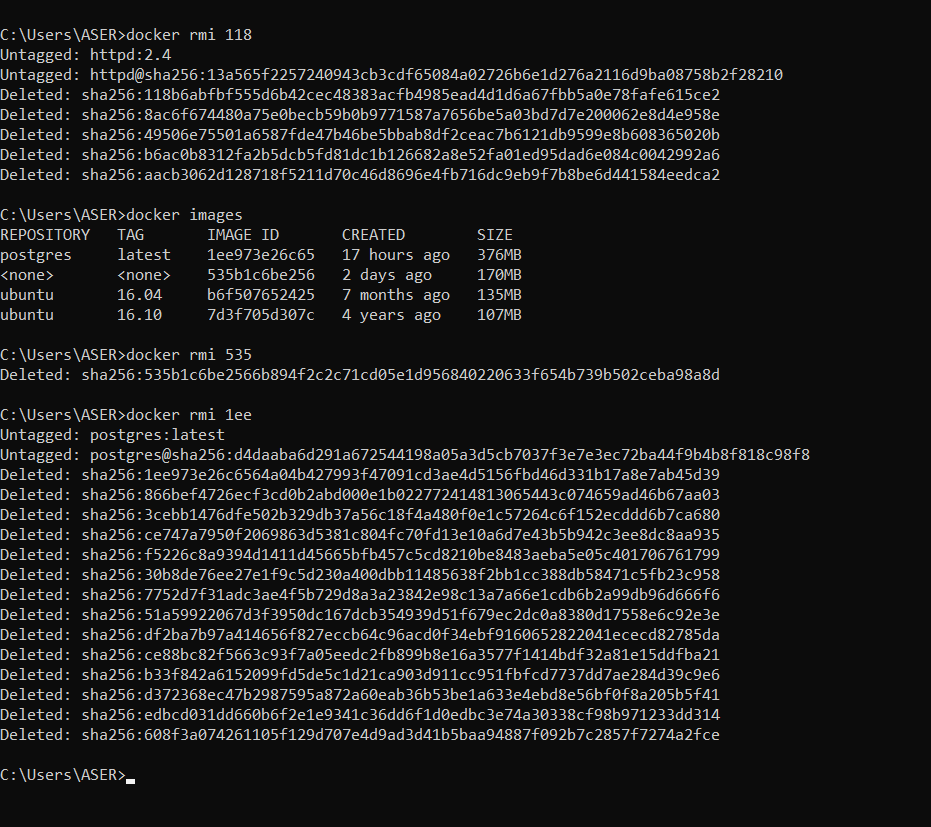 C:\Users\ASER>docker rmi 118
Untagged: httpd:2.4
Untagged: httpd@sha256:13a565f2257240943cb3cdf65084a02726b6e1d276a2116d9ba08758b2f28210
Deleted: sha256:118b6abfbf555d6b42cec48383acfb4985ead4d1d6a67fbb5a0e78fafe615ce2
Deleted: sha256:8ac6f674480a75e0becb59b0b9771587a7656be5a03bd7d7e200062e8d4e958e
Deleted: sha256:49506e75501a6587fde47b46be5bbab8df2ceac7b6121db9599e8b608365020b
Deleted: sha256:b6ac0b8312fa2b5dcb5fd81dc1b126682a8e52fa01ed95dad6e084c0042992a6
Deleted: sha256:aacb3062d128718f5211d70c46d8696e4fb716dc9eb9f7b8be6d441584eedca2
C:\Users\ASER>docker images
REPOSITORY TAG IMAGE ID CREATED SIZE
postgres latest 1ee973e26c65 17 hours ago 376MB
<none> <none> 535b1c6be256 2 days ago 170MB
ubuntu 16.04 b6f507652425 7 months ago 135MB
ubuntu 16.10 7d3f705d307c 4 years ago 107MB
C:\Users\ASER>docker rmi 535
Deleted: sha256:535b1c6be2566b894f2c2c71cd05e1d956840220633f654b739b502ceba98a8d
C:\Users\ASER>docker rmi 1ee
Untagged: postgres:latest
Untagged: postgres@sha256:d4daaba6d291a672544198a05a3d5cb7037f3e7e3ec72ba44f9b4b8f818c98f8
Deleted: sha256:1ee973e26c6564a04b427993f47091cd3ae4d5156fbd46d331b17a8e7ab45d39
Deleted: sha256:866bef4726ecf3cd0b2abd000e1b022772414813065443c074659ad46b67aa03
Deleted: sha256:3cebb1476dfe502b329db37a56c18f4a480f0e1c57264c6f152ecddd6b7ca680
Deleted: sha256:ce747a7950f2069863d5381c804fc70fd13e10a6d7e43b5b942c3ee8dc8aa935
Deleted: sha256:f5226c8a9394d1411d45665bfb457c5cd8210be8483aeba5e05c401706761799
Deleted: sha256:30b8de76ee27e1f9c5d230a400dbb11485638f2bb1cc388db58471c5fb23c958
Deleted: sha256:7752d7f31adc3ae4f5b729d8a3a23842e98c13a7a66e1cdb6b2a99db96d666f6
Deleted: sha256:51a59922067d3f3950dc167dcb354939d51f679ec2dc0a8380d17558e6c92e3e
Deleted: sha256:df2ba7b97a414656f827eccb64c96acd0f34ebf9160652822041ececd82785da
Deleted: sha256:ce88bc82f5663c93f7a05eedc2fb899b8e16a3577f1414bdf32a81e15ddfba21
Deleted: sha256:b33f842a6152099fd5de5c1d21ca903d911cc951fbfcd7737dd7ae284d39c9e6
Deleted: sha256:d372368ec47b2987595a872a60eab36b53be1a633e4ebd8e56bf0f8a205b5f41
Deleted: sha256:edbcd031dd660b6f2e1e9341c36dd6f1d0edbc3e74a30338cf98b971233dd314
Deleted: sha256:608f3a074261105f129d707e4d9ad3d41b5baa94887f092b7c2857f7274a2fce
C:\Users\ASER>